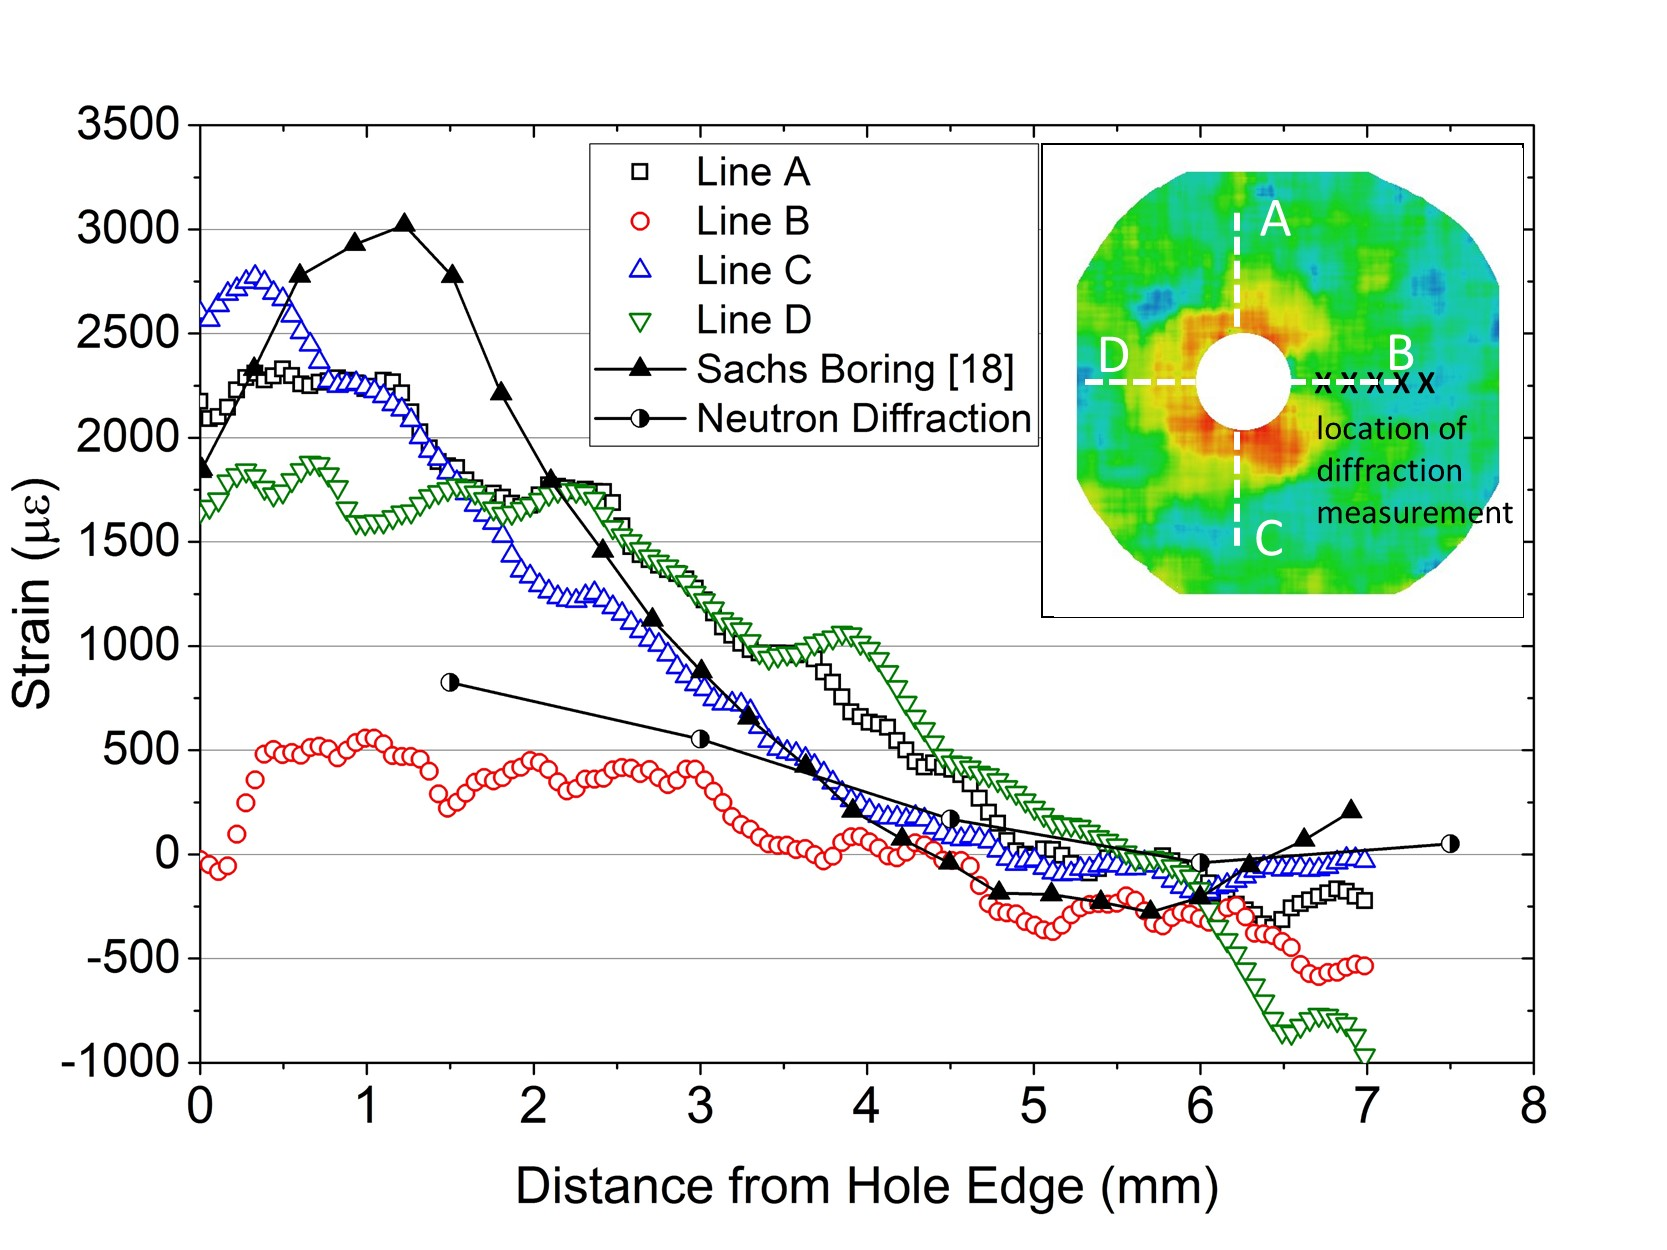 3500
3000
2500
2000
1500
1000
500
0
-500
-1000
Strain (με)
0 1 2 3 4 5 6 7 8
Distance from Hole Edge (mm)
Line A
Line B
Line C
Line D
Sachs Boring [18]
Neutron Diffraction
A
D
B
x x x x x
location of
diffraction
measurement
C